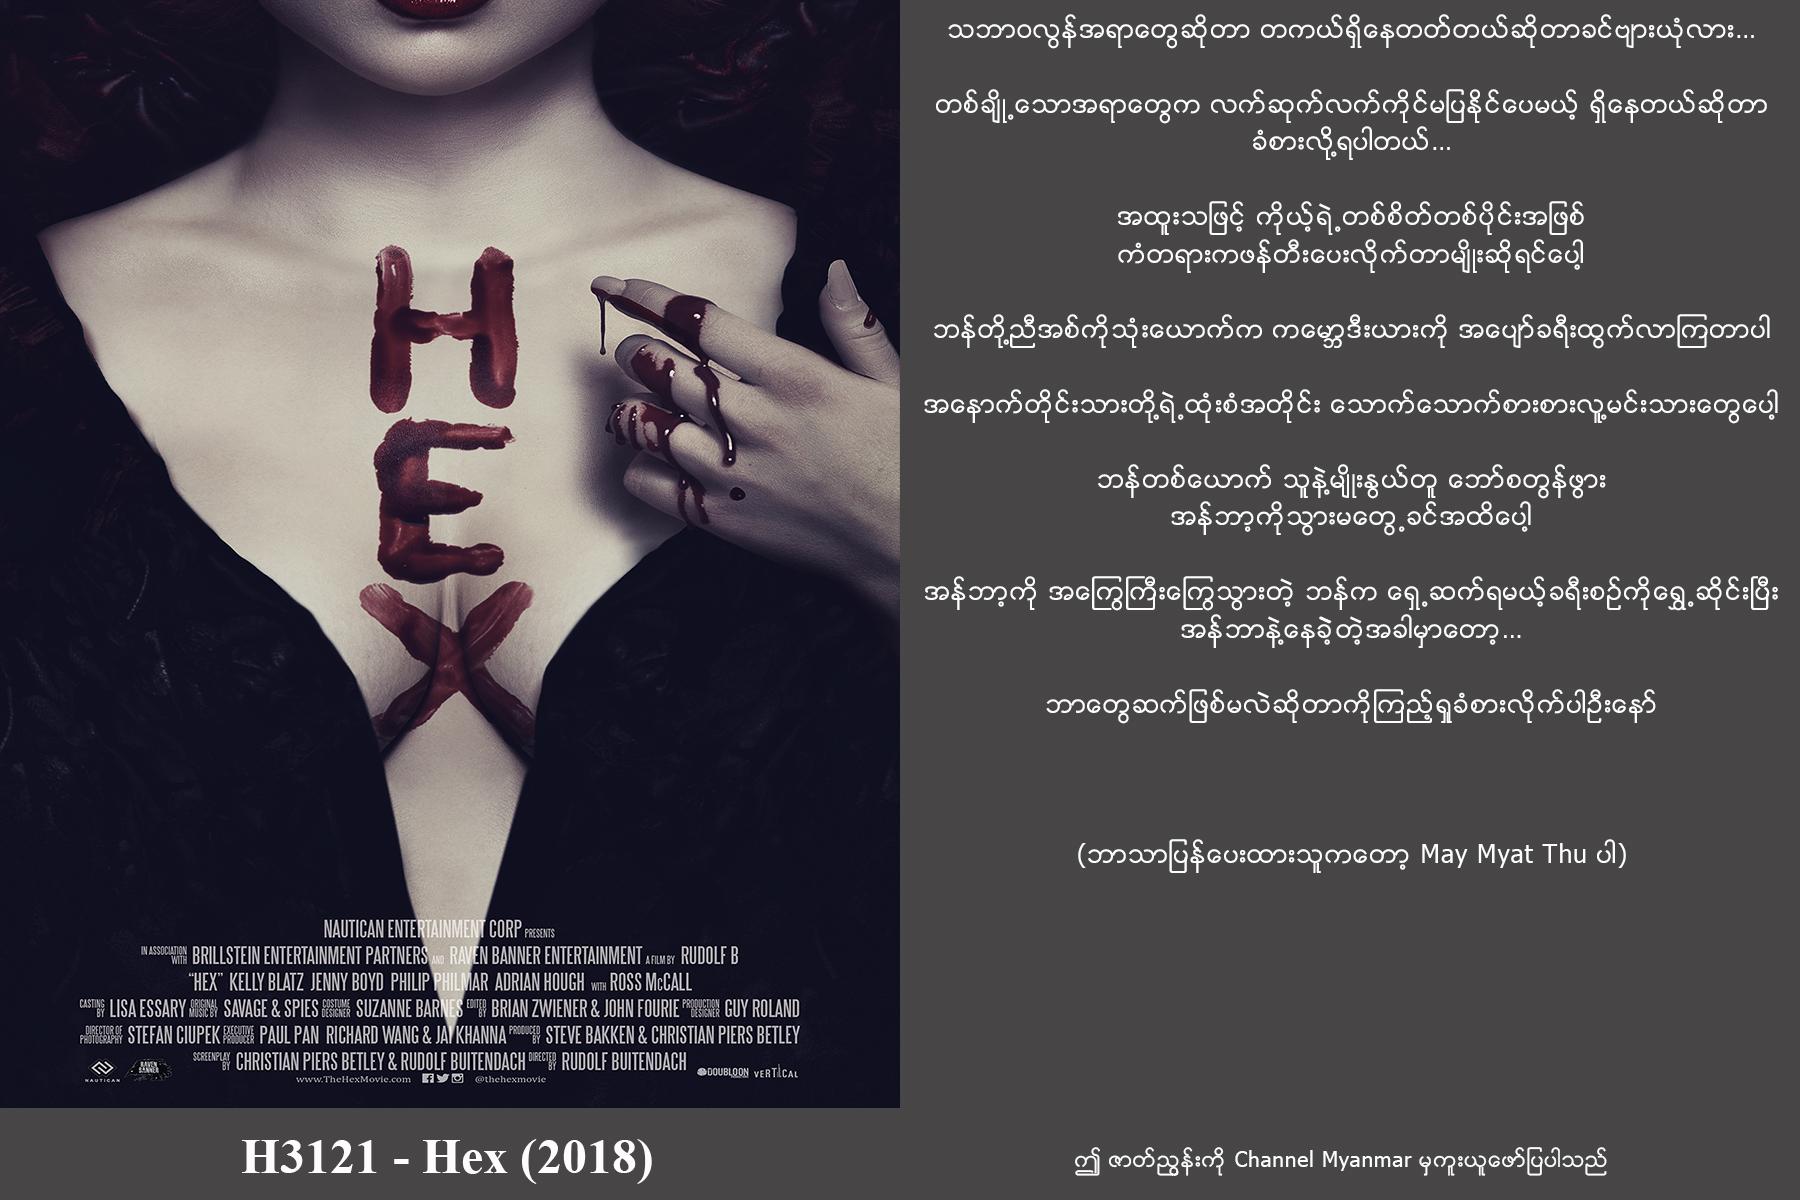 H
E
X
NAUTICAN ENTERTAINMENT CORP PRESENTS
IN ASSOCIATION WITH BRILLSTEIN ENTERTAINMENT PARTNERS AND RAVEN BANNER ENTERTAINMENT A FILM BY RUDOLF B
“HEX” KELLY BLATZ JENNY BOYD PHILIP PHILMAR ADRIAN HOUGH WITH ROSS McCALL
CASTING BY LISA ESSARY ORIGINAL MUSIC BY SAVAGE & SPIES COSTUME DESIGNER SUZANNE BARNES EDITED BY BRIAN ZWIENER & JOHN FOURIE PRODUCTION DESIGNER GUY ROLAND
DIRECTOR OF PHOTOGRAPHY STEFAN CIUPEK EXECUTIVE PRODUCER PAUL PAN RICHARD WANG & JAI KHANNA PRODUCED BY STEVE BAKKEN & CHRISTIAN PIERS BETLEY
SCREENPLAY BY CHRISTIAN PIERS BETLEY & RUDOLF BUITENDACH DIRECTED BY RUDOLF BUITENDACH
NAUTICAN RAVEN BANNER www.TheHexMovie.com @thehexmovie DOUBLOON VERTICAL
H3121 - Hex (2018)
သဘာဝလွန်အရာတွေဆိုတာ တကယ်ရှိနေတတ်တယ်ဆိုတာခင်ဗျားယုံလား...
တစ်ချို့သောအရာတွေက လက်ဆုက်လက်ကိုင်မပြနိုင်ပေမယ့် ရှိနေတယ်ဆိုတာ
ခံစားလို့ရပါတယ်...
အထူးသဖြင့် ကိုယ့်ရဲ့တစ်စိတ်တစ်ပိုင်းအဖြစ်
ကံတရားကဖန်တီးပေးလိုက်တာမျိုးဆိုရင်ပေါ့
ဘန်တို့ညီအစ်ကိုသုံးယောက်က ကမ္ဘောဒီးယားကို အပျော်ခရီးထွက်လာကြတာပါ
အနောက်တိုင်းသားတို့ရဲ့ထုံးစံအတိုင်း သောက်သောက်စားစားလူ့မင်းသားတွေပေါ့
ဘန်တစ်ယောက် သူနဲ့မျိုးနွယ်တူ ဘော်စတွန်ဖွား
အန်ဘာ့ကိုသွားမတွေ့ခင်အထိပေါ့
အန်ဘာ့ကို အကြွေကြီးကြွေသွားတဲ့ ဘန်က ရှေ့ဆက်ရမယ့်ခရီးစဉ်ကိုရွှေ့ဆိုင်းပြီး
အန်ဘာနဲ့နေခဲ့တဲ့အခါမှာတော့...
ဘာတွေဆက်ဖြစ်မလဲဆိုတာကိုကြည့်ရှုခံစားလိုက်ပါဦးနော်
(ဘာသာပြန်ပေးထားသူကတော့ May Myat Thu ပါ)
ဤ ဇာတ်ညွှန်းကို Channel Myanmar မှကူးယူဖော်ပြပါသည်